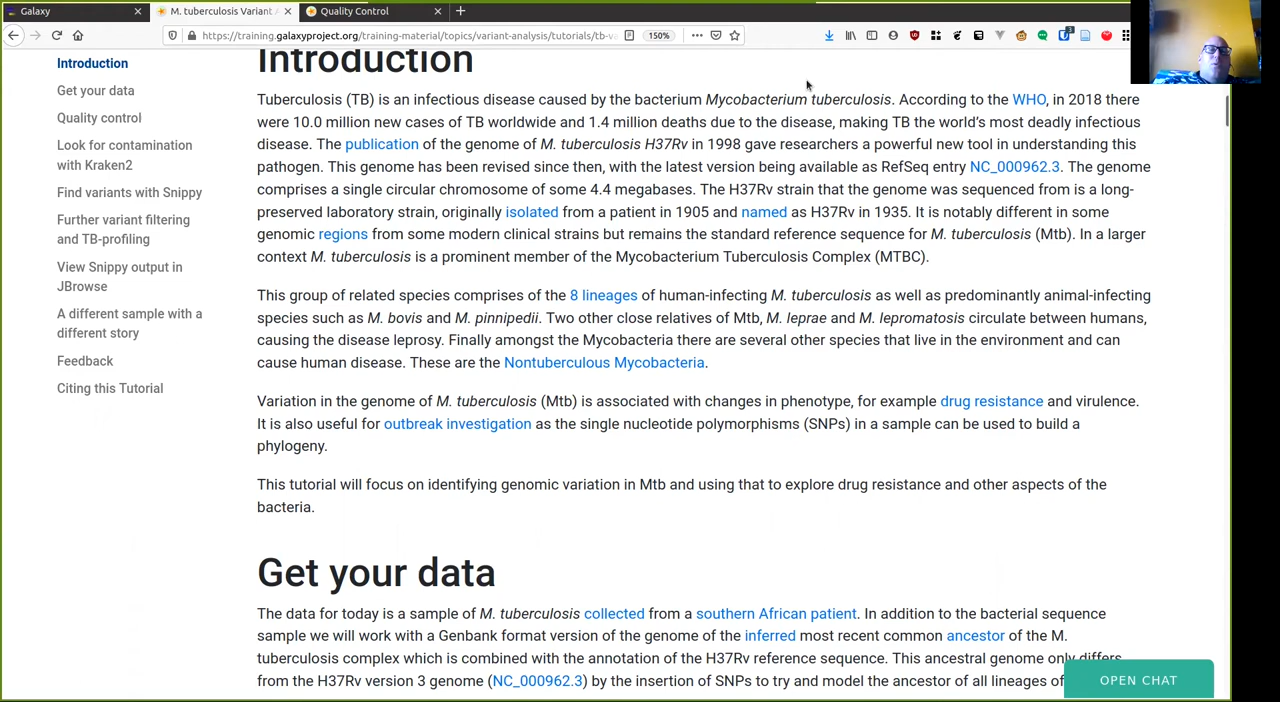 Galaxy
M. tuberculosis Variant A
Quality Control
https://training.galaxyproject.org/training-material/topics/variant-analysis/tutorials/tb-va
150%
3
Introduction
Get your data
Quality control
Look for contamination
with Kraken2
Find variants with Snippy
Further variant filtering
and TB-profiling
View Snippy output in
JBrowse
A different sample with a
different story
Feedback
Citing this Tutorial
Introduction
Tuberculosis (TB) is an infectious disease caused by the bacterium Mycobacterium tuberculosis. According to the WHO, in 2018 there
were 10.0 million new cases of TB worldwide and 1.4 million deaths due to the disease, making TB the world's most deadly infectious
disease. The publication of the genome of M. tuberculosis H37Rv in 1998 gave researchers a powerful new tool in understanding this
pathogen. This genome has been revised since then, with the latest version being available as RefSeq entry NC_000962.3. The genome
comprises a single circular chromosome of some 4.4 megabases. The H37Rv strain that the genome was sequenced from is a long-
preserved laboratory strain, originally isolated from a patient in 1905 and named as H37Rv in 1935. It is notably different in some
genomic regions from some modern clinical strains but remains the standard reference sequence for M. tuberculosis (Mtb). In a larger
context M. tuberculosis is a prominent member of the Mycobacterium Tuberculosis Complex (MTBC).
This group of related species comprises of the 8 lineages of human-infecting M. tuberculosis as well as predominantly animal-infecting
species such as M. bovis and M. pinnipedii. Two other close relatives of Mtb, M. leprae and M. lepromatosis circulate between humans,
causing the disease leprosy. Finally amongst the Mycobacteria there are several other species that live in the environment and can
cause human disease. These are the Nontuberculous Mycobacteria.
Variation in the genome of M. tuberculosis (Mtb) is associated with changes in phenotype, for example drug resistance and virulence.
It is also useful for outbreak investigation as the single nucleotide polymorphisms (SNPs) in a sample can be used to build a
phylogeny.
This tutorial will focus on identifying genomic variation in Mtb and using that to explore drug resistance and other aspects of the
bacteria.
Get your data
The data for today is a sample of M. tuberculosis collected from a southern African patient. In addition to the bacterial sequence
sample we will work with a Genbank format version of the genome of the inferred most recent common ancestor of the M.
tuberculosis complex which is combined with the annotation of the H37Rv reference sequence. This ancestral genome only differs
from the H37Rv version 3 genome (NC_000962.3) by the insertion of SNPs to try and model the ancestor of all lineages of
OPEN CHAT